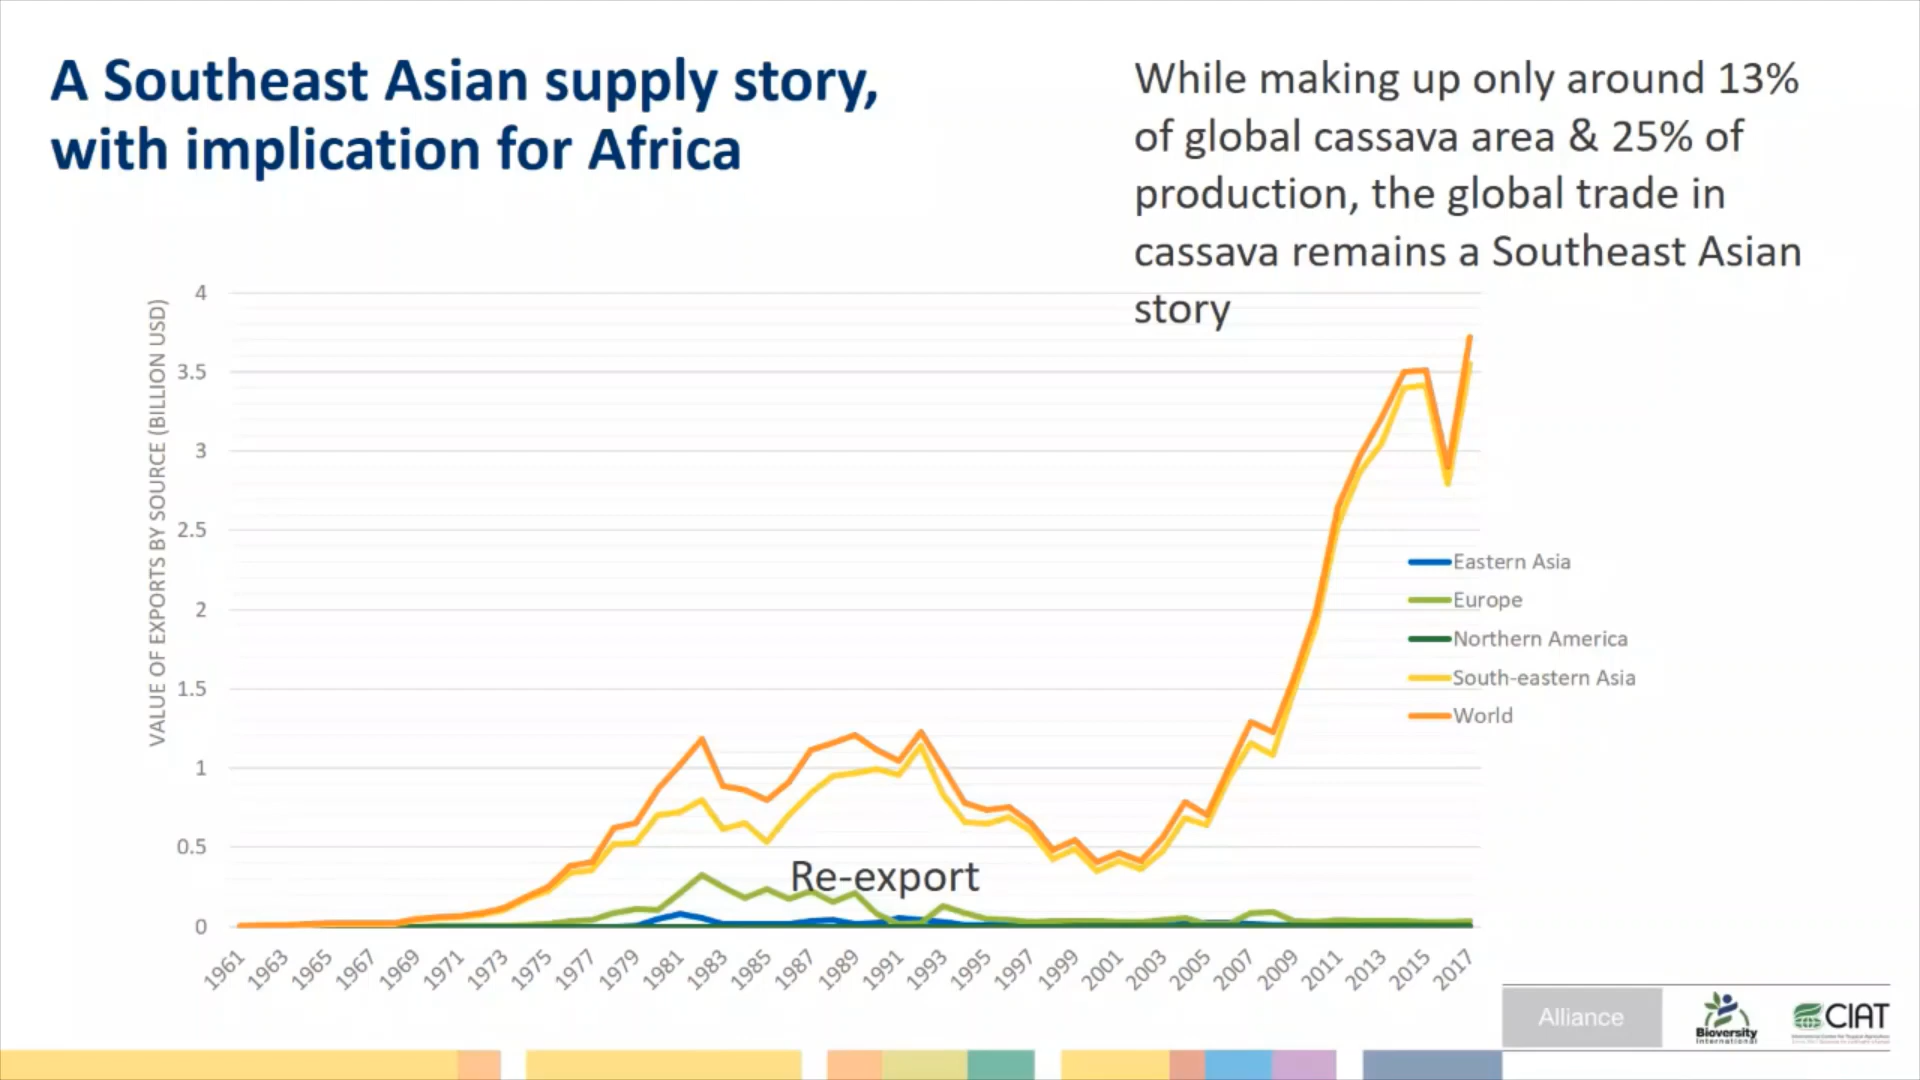 A Southeast Asian supply story,
with implication for Africa
While making up only around 13%
of global cassava area & 25% of
production, the global trade in
cassava remains a Southeast Asian
story
VALUE OF EXPORTS BY SOURCE (BILLION USD)
4
3.5
3
2.5
2
1.5
1
0.5
0
Re-export
Eastern Asia
Europe
Northern America
South-eastern Asia
World
1961
1963
1965
1967
1969
1971
1973
1975
1977
1979
1981
1983
1985
1987
1989
1991
1993
1995
1997
1999
2001
2003
2005
2007
2009
2011
2013
2015
2017
Alliance
Bioversity
International
CIAT